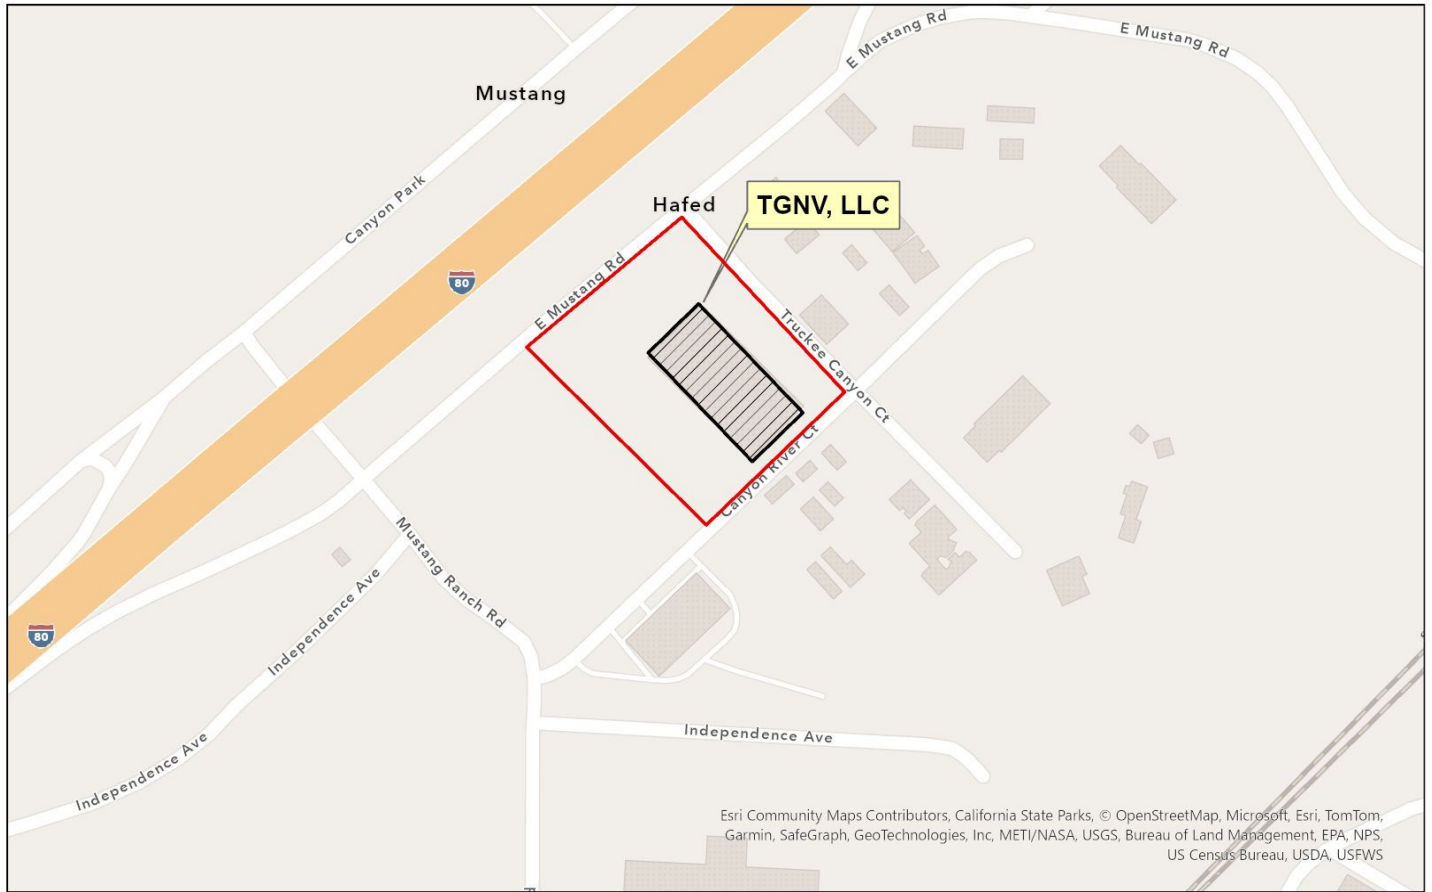 E Mustang Rd
E Mustang Rd
Mustang
Canyon Park
Hafed
TGNV, LLC
E Mustang Rd
80
Truckee Canyon Ct
Canyon River Ct
Mustang Ranch Rd
Independence Ave
80
Independence Ave
Independence Ave
Esri Community Maps Contributors, California State Parks, © OpenStreetMap, Microsoft, Esri, TomTom,
Garmin, SafeGraph, GeoTechnologies, Inc, METI/NASA, USGS, Bureau of Land Management, EPA, NPS,
US Census Bureau, USDA, USFWS